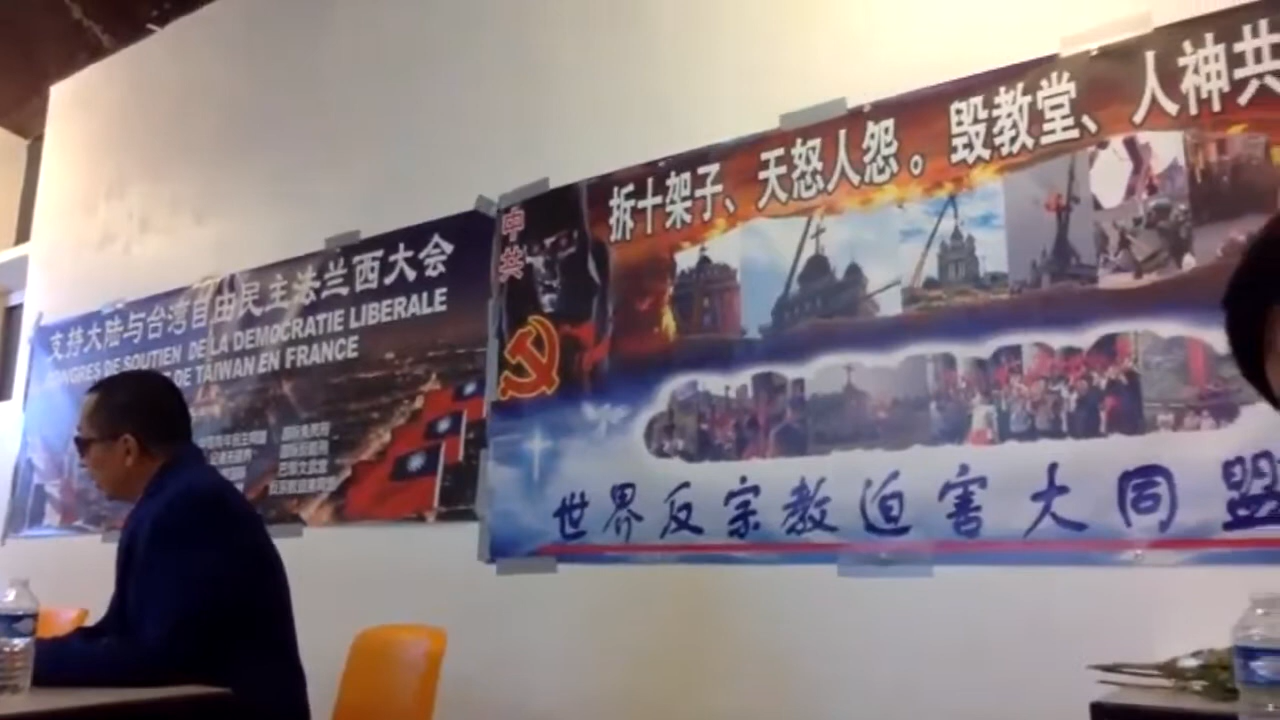 支持大陆与台湾自由民主法兰西大会
CONGRES DE SOUTIEN DE LA DEMOCRATIE LIBERALE
DE TAIWAN EN FRANCE
中共
拆十架子、天怒人怨。毁教堂、人神共
世界反宗教迫害大同盟